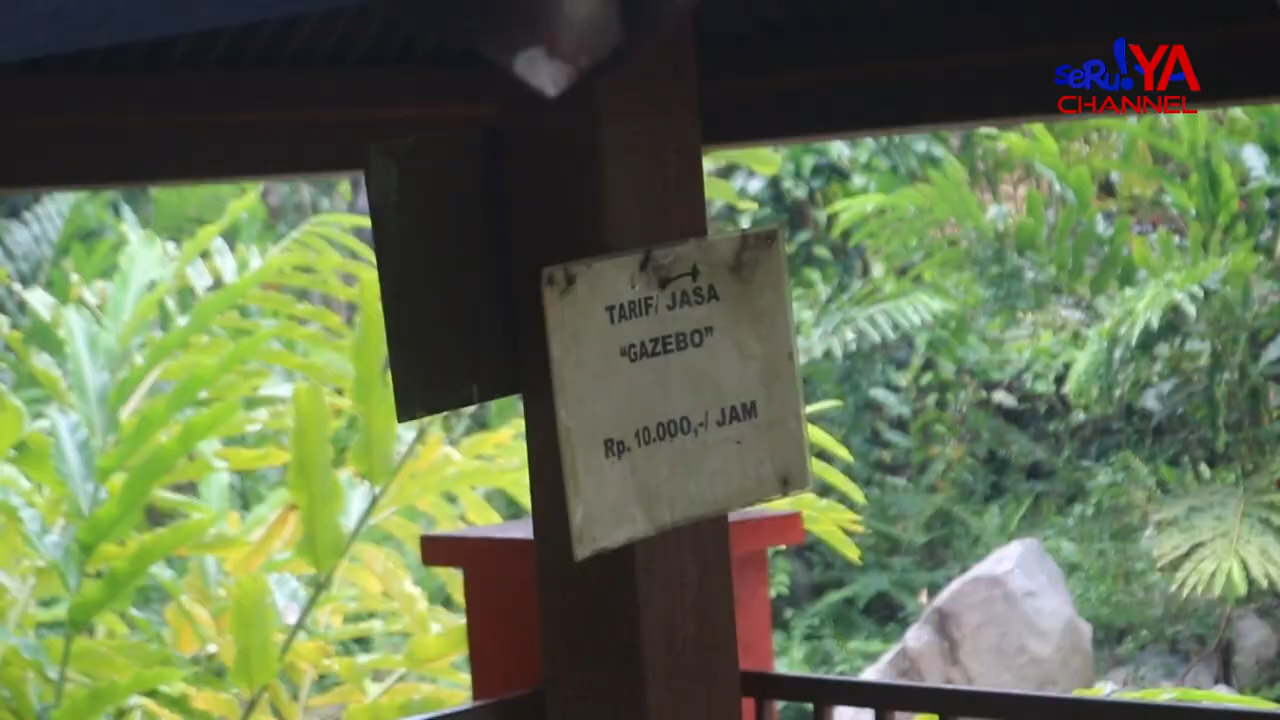 seRu!YA
CHANNEL
TARIF/ JASA
“GAZEBO”
Rp. 10.000,-/ JAM